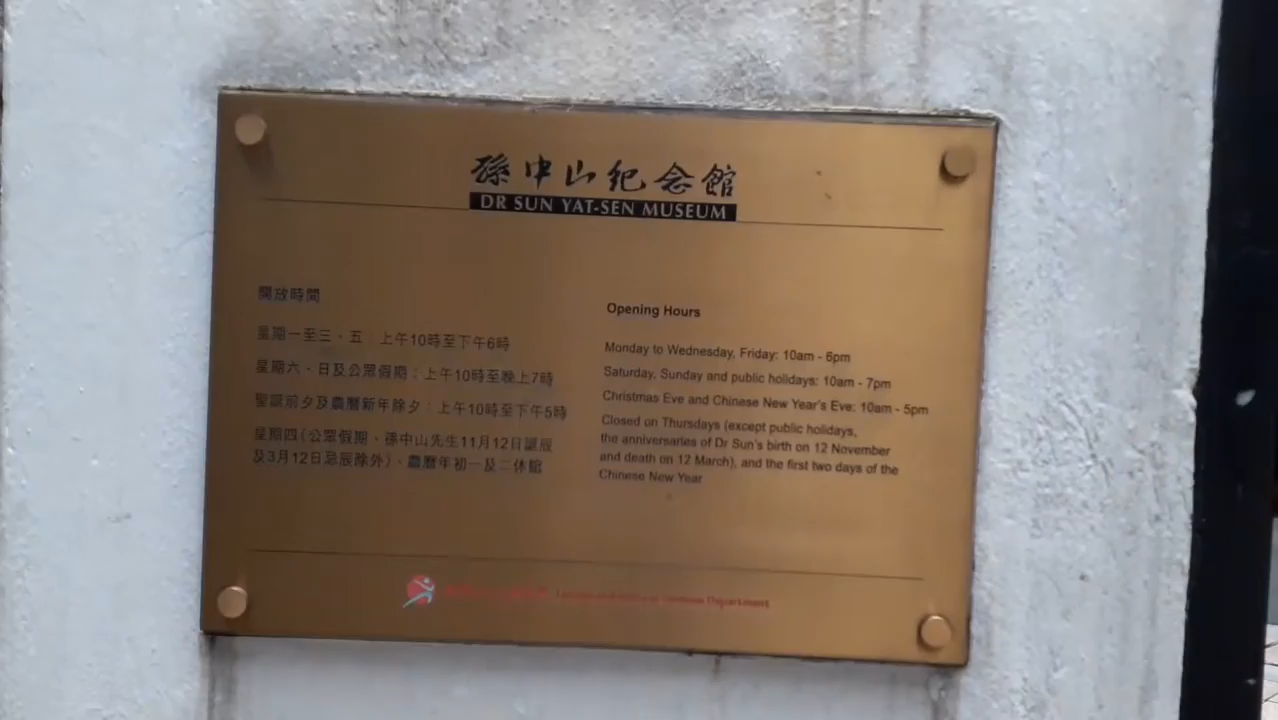 孫中山紀念館
DR SUN YAT-SEN MUSEUM
開放時間
星期一至三、五 上午10時至下午6時
星期六、日及公眾假期：上午10時至晚上7時
聖誕前夕及農曆新年除夕：上午10時至下午5時
星期四（公眾假期、孫中山先生11月12日誕辰
及3月12日忌辰除外）、農曆年初一及二休館
Opening Hours
Monday to Wednesday, Friday: 10am - 6pm
Saturday, Sunday and public holidays: 10am - 7pm
Christmas Eve and Chinese New Year's Eve: 10am - 5pm
Closed on Thursdays (except public holidays,
the anniversaries of Dr Sun's birth on 12 November
and death on 12 March), and the first two days of the
Chinese New Year
Department